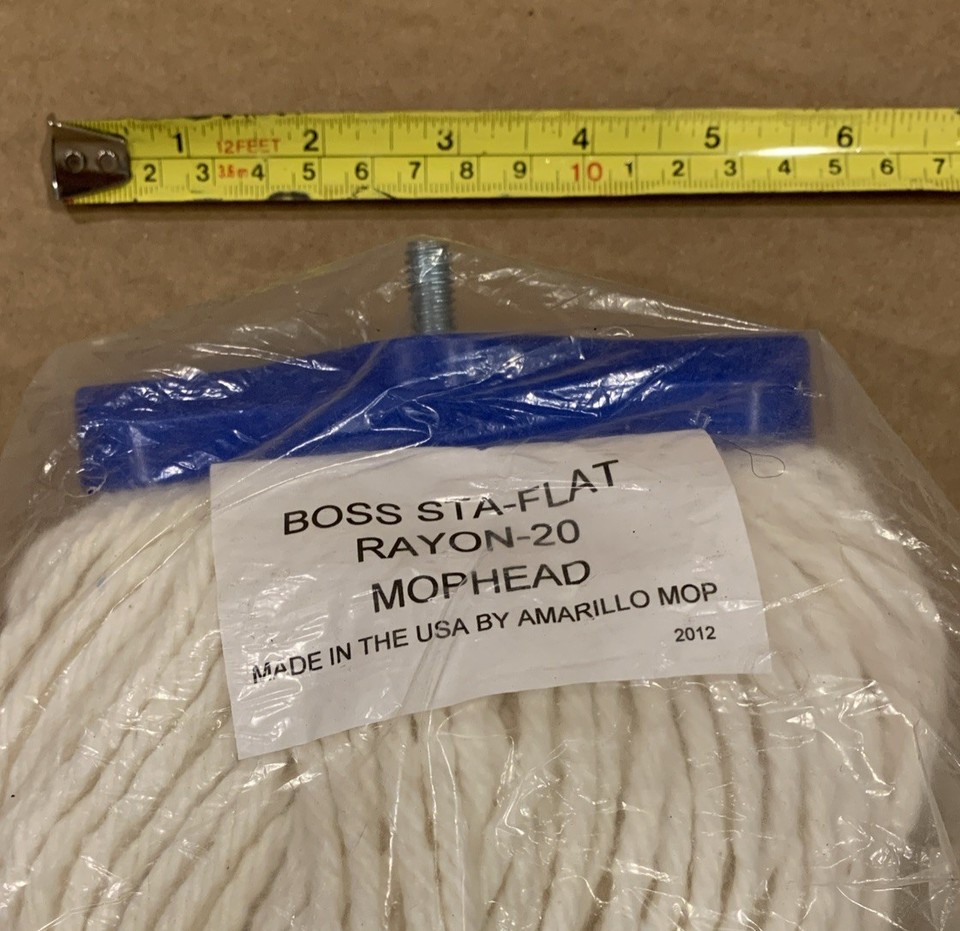 1 2 3 4 5 6
12FEET
2 3 3.6m 4 5 6 7 8 9 10 1 2 3 4 5 6 7
BOSS STA-FLAT
RAYON-20
MOPHEAD
MADE IN THE USA BY AMARILLO MOP
2012